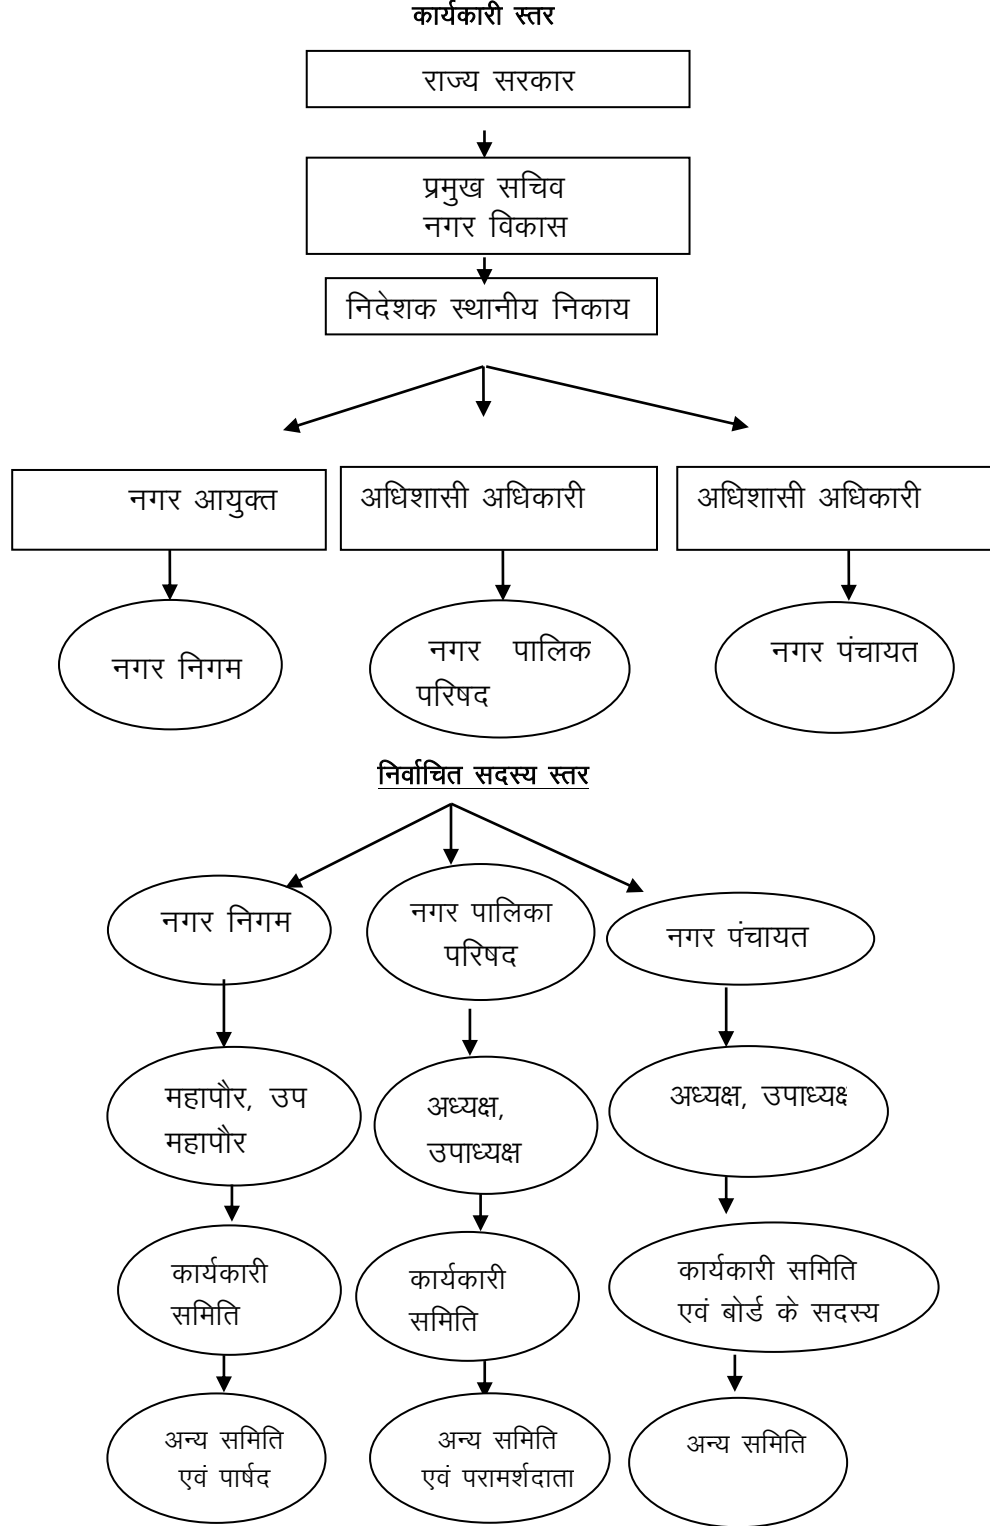 कार्यकारी स्तर
राज्य सरकार
प्रमुख सचिव
नगर विकास
निदेशक स्थानीय निकाय
नगर आयुक्त
अधिशासी अधिकारी
अधिशासी अधिकारी
नगर निगम
नगर पालिक
परिषद
नगर पंचायत
निर्वाचित सदस्य स्तर
नगर निगम
नगर पालिका
परिषद
नगर पंचायत
महापौर, उप
महापौर
अध्यक्ष,
उपाध्यक्ष
अध्यक्ष, उपाध्यक्ष
कार्यकारी
समिति
कार्यकारी
समिति
कार्यकारी समिति
एवं बोर्ड के सदस्य
अन्य समिति
एवं पार्षद
अन्य समिति
एवं परामर्शदाता
अन्य समिति